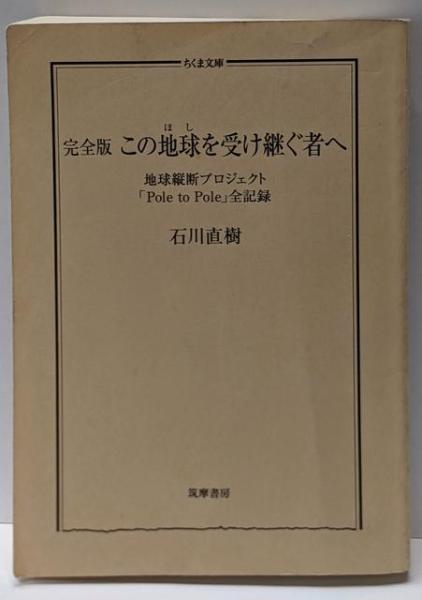 ちくま文庫
完全版 この地球を受け継ぐ者へ
ほし
地球縦断プロジェクト
「Pole to Pole」全記録
石川直樹
筑摩書房